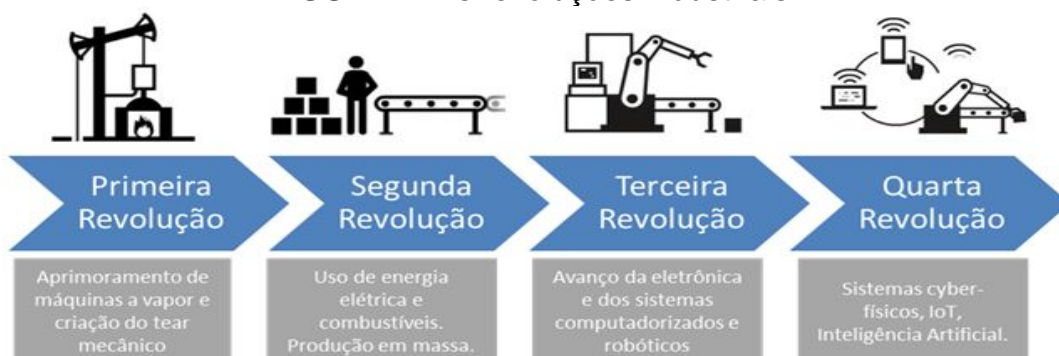 Primeira
Revolução
Segunda
Revolução
Terceira
Revolução
Quarta
Revolução
Aprimoramento de
máquinas a vapor e
criação do tear
mecânico
Uso de energia
elétrica e
combustíveis.
Produção em massa.
Avanço da eletrônica
e dos sistemas
computadorizados e
robóticos
Sistemas cyber-
físicos, IoT,
Inteligência Artificial.